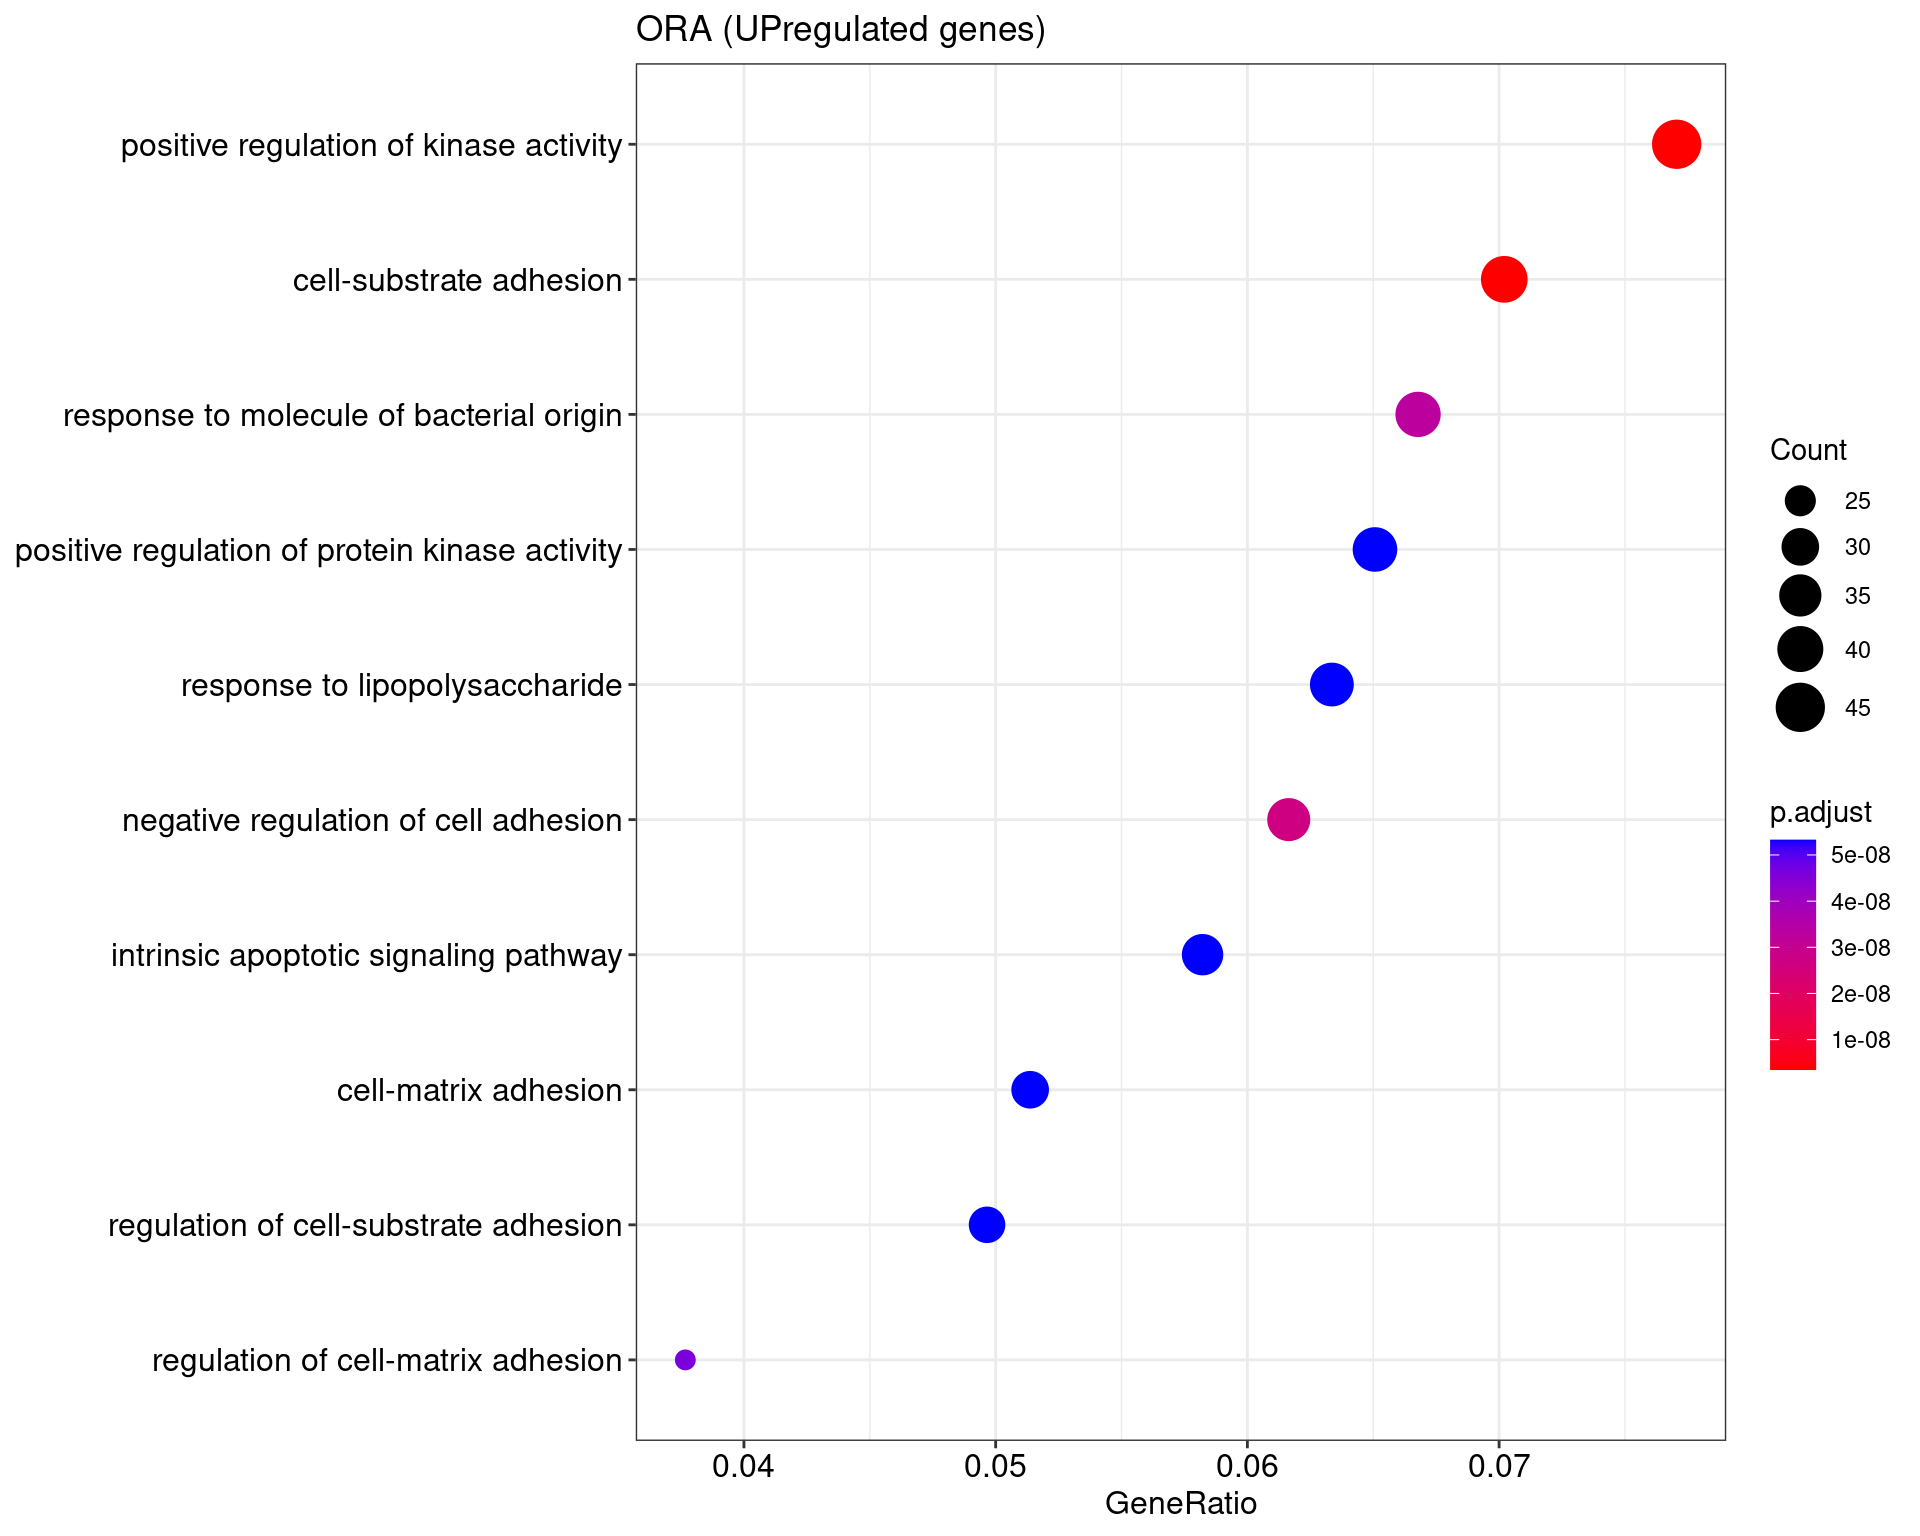 ORA (UPregulated genes)
positive regulation of kinase activity
cell-substrate adhesion
response to molecule of bacterial origin
positive regulation of protein kinase activity
response to lipopolysaccharide
negative regulation of cell adhesion
intrinsic apoptotic signaling pathway
cell-matrix adhesion
regulation of cell-substrate adhesion
regulation of cell-matrix adhesion
0.04 0.05 0.06 0.07
GeneRatio
Count
25
30
35
40
45
p.adjust
5e-08
4e-08
3e-08
2e-08
1e-08